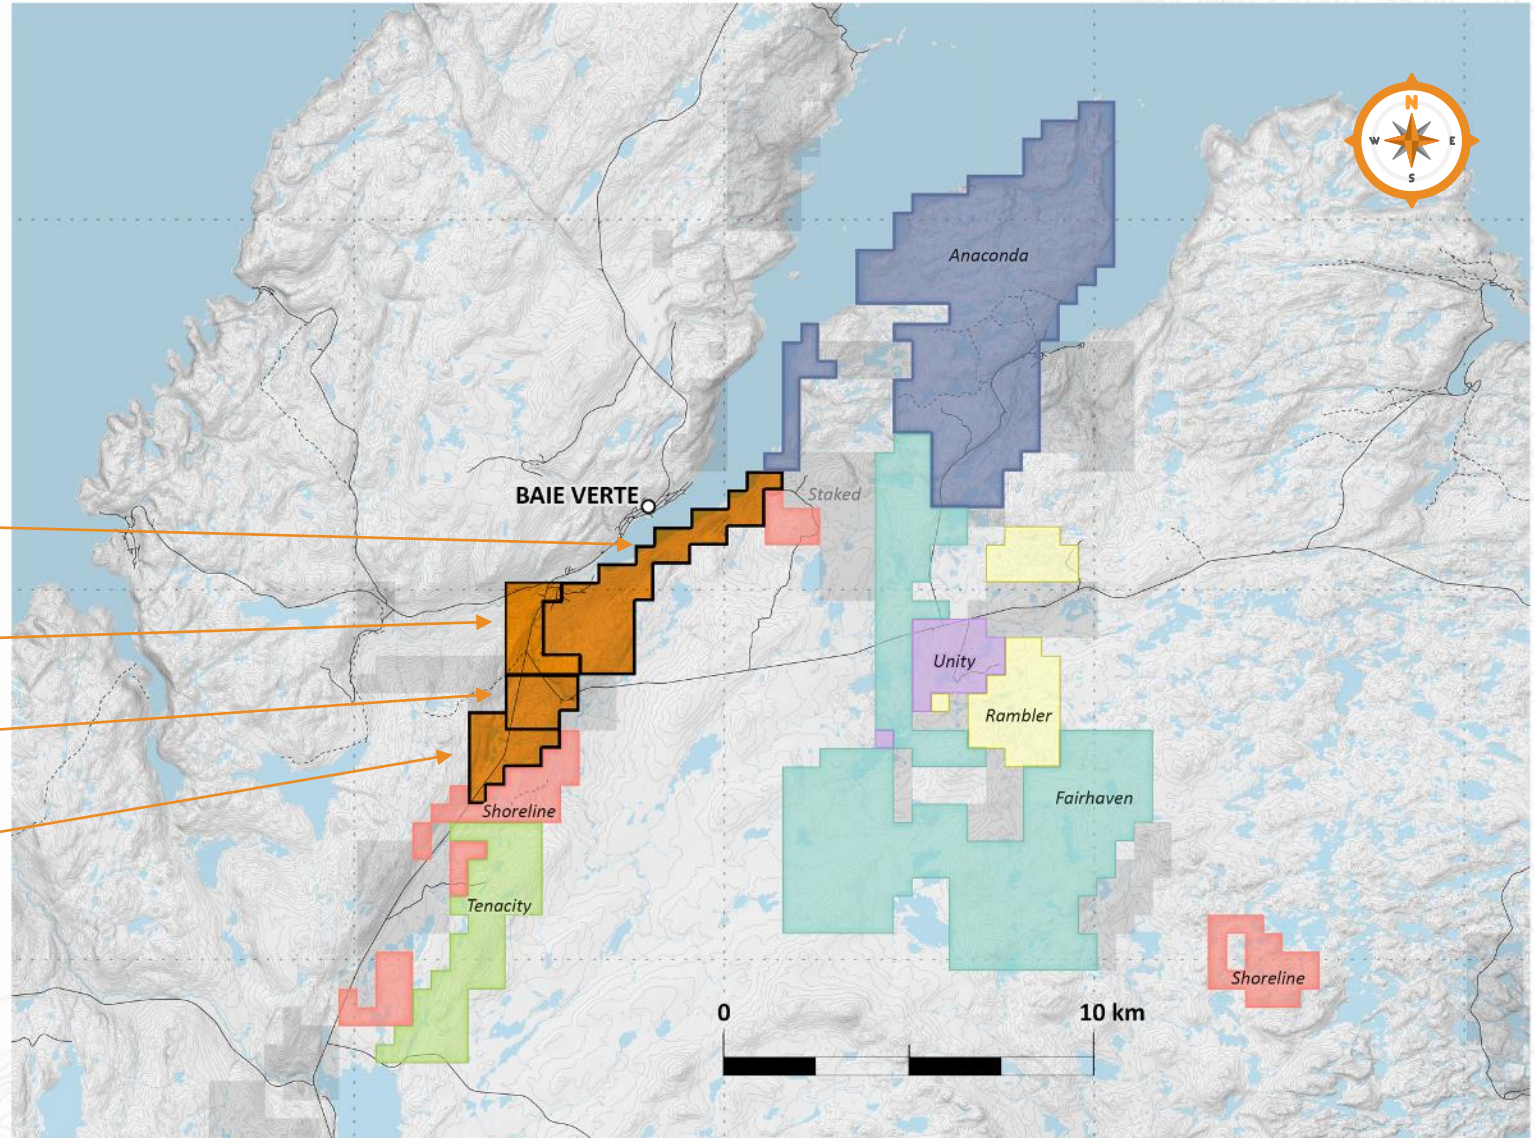 N
W
E
S
Anaconda
BAIE VERTE
Staked
Unity
Rambler
Fairhaven
Shoreline
Tenacity
Shoreline
0
10 km